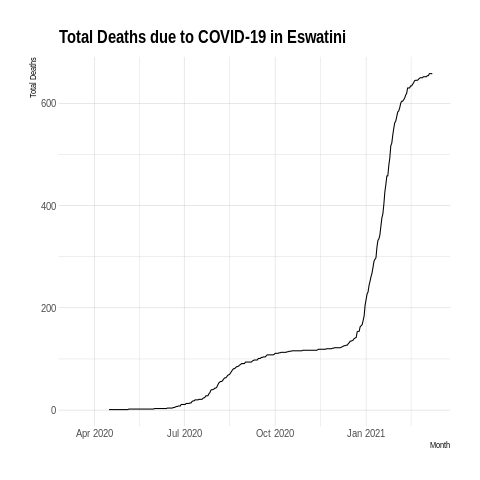 Total Deaths due to COVID-19 in Eswatini
Total Deaths
600
400
200
0
Apr 2020
Jul 2020
Oct 2020
Jan 2021
Month